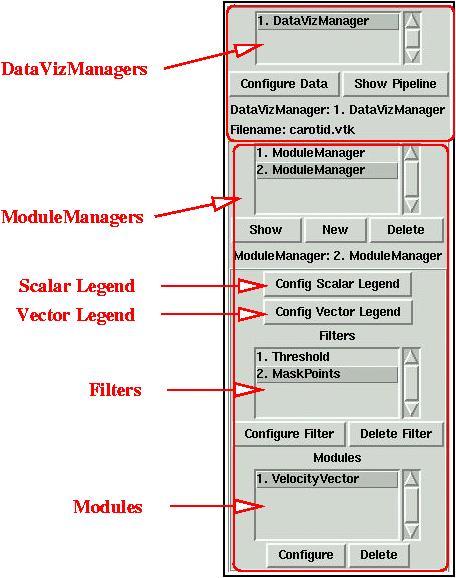 1. DataVizManager
DataVizManagers
Configure Data Show Pipeline
DataVizManager: 1. DataVizManager
Filename: carotid.vtk
1. ModuleManager
2. ModuleManager
ModuleManagers
Show New Delete
ModuleManager: 2. ModuleManager
Scalar Legend Config Scalar Legend
Vector Legend Config Vector Legend
Filters
1. Threshold
2. MaskPoints
Filters
Configure Filter Delete Filter
Modules
1. VelocityVector
Modules
Configure Delete